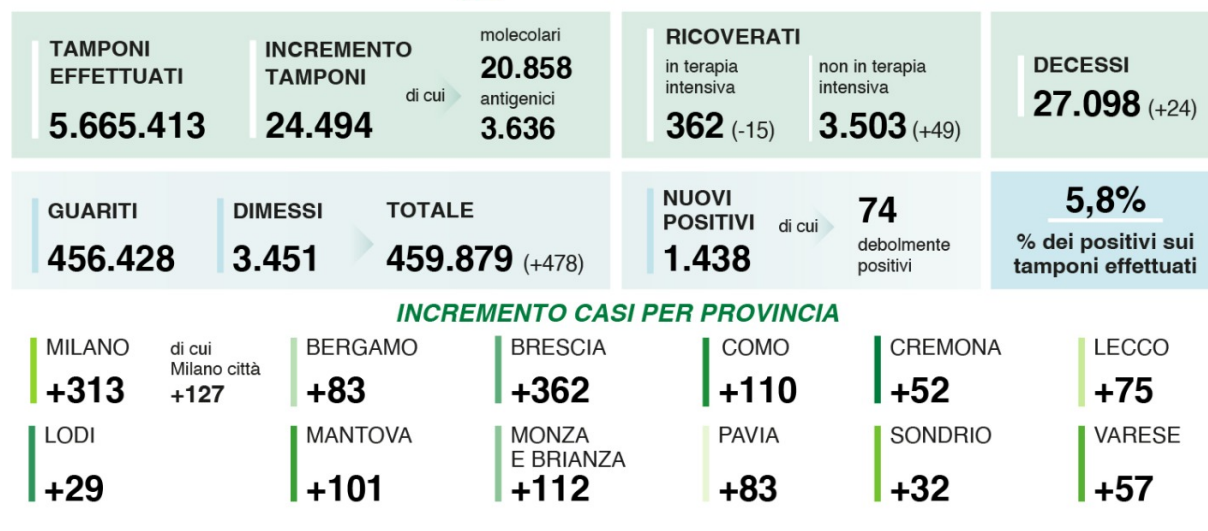 TAMPONI
EFFETTUATI
5.665.413
INCREMENTO
TAMPONI
24.494
di cui
molecolari
20.858
antigenici
3.636
RICOVERATI
in terapia
intensiva
362 (-15)
non in terapia
intensiva
3.503 (+49)
DECESSI
27.098 (+24)
GUARITI
456.428
DIMESSI
3.451
TOTALE
459.879 (+478)
NUOVI
POSITIVI
1.438
di cui
74
debolmente
positivi
5,8%
% dei positivi sui
tamponi effettuati
INCREMENTO CASI PER PROVINCIA
MILANO
+313
di cui
Milano città
+127
BERGAMO
+83
BRESCIA
+362
COMO
+110
CREMONA
+52
LECCO
+75
LODI
+29
MANTOVA
+101
MONZA
E BRIANZA
+112
PAVIA
+83
SONDRIO
+32
VARESE
+57